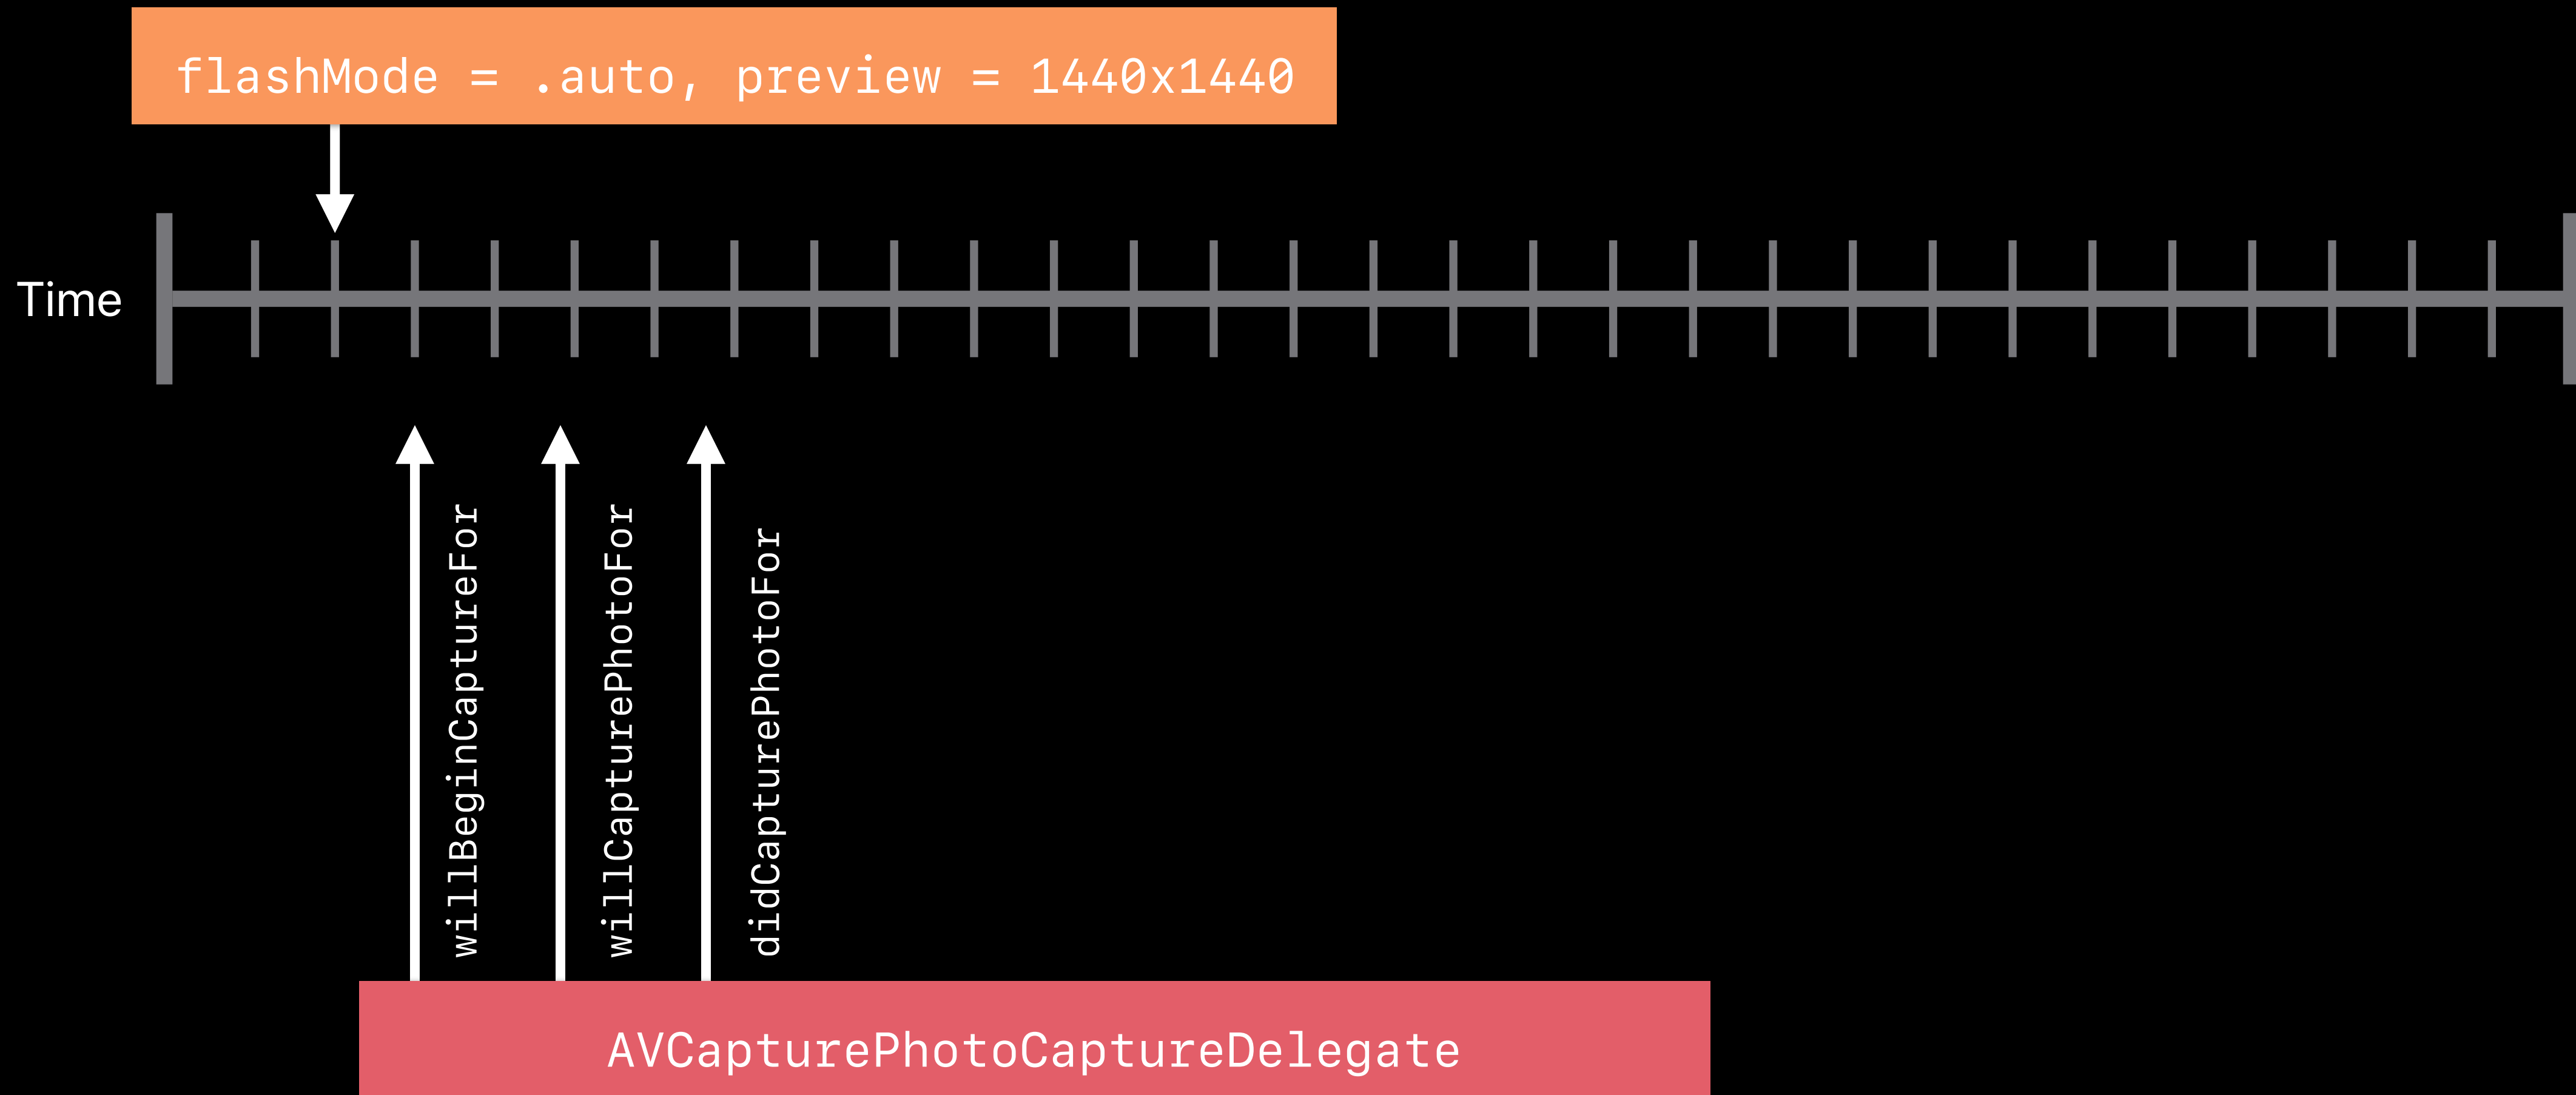 flashMode = .auto, preview = 1440x1440
Time
willBeginCaptureFor
willCapturePhotoFor
didCapturePhotoFor
AVCapturePhotoCaptureDelegate